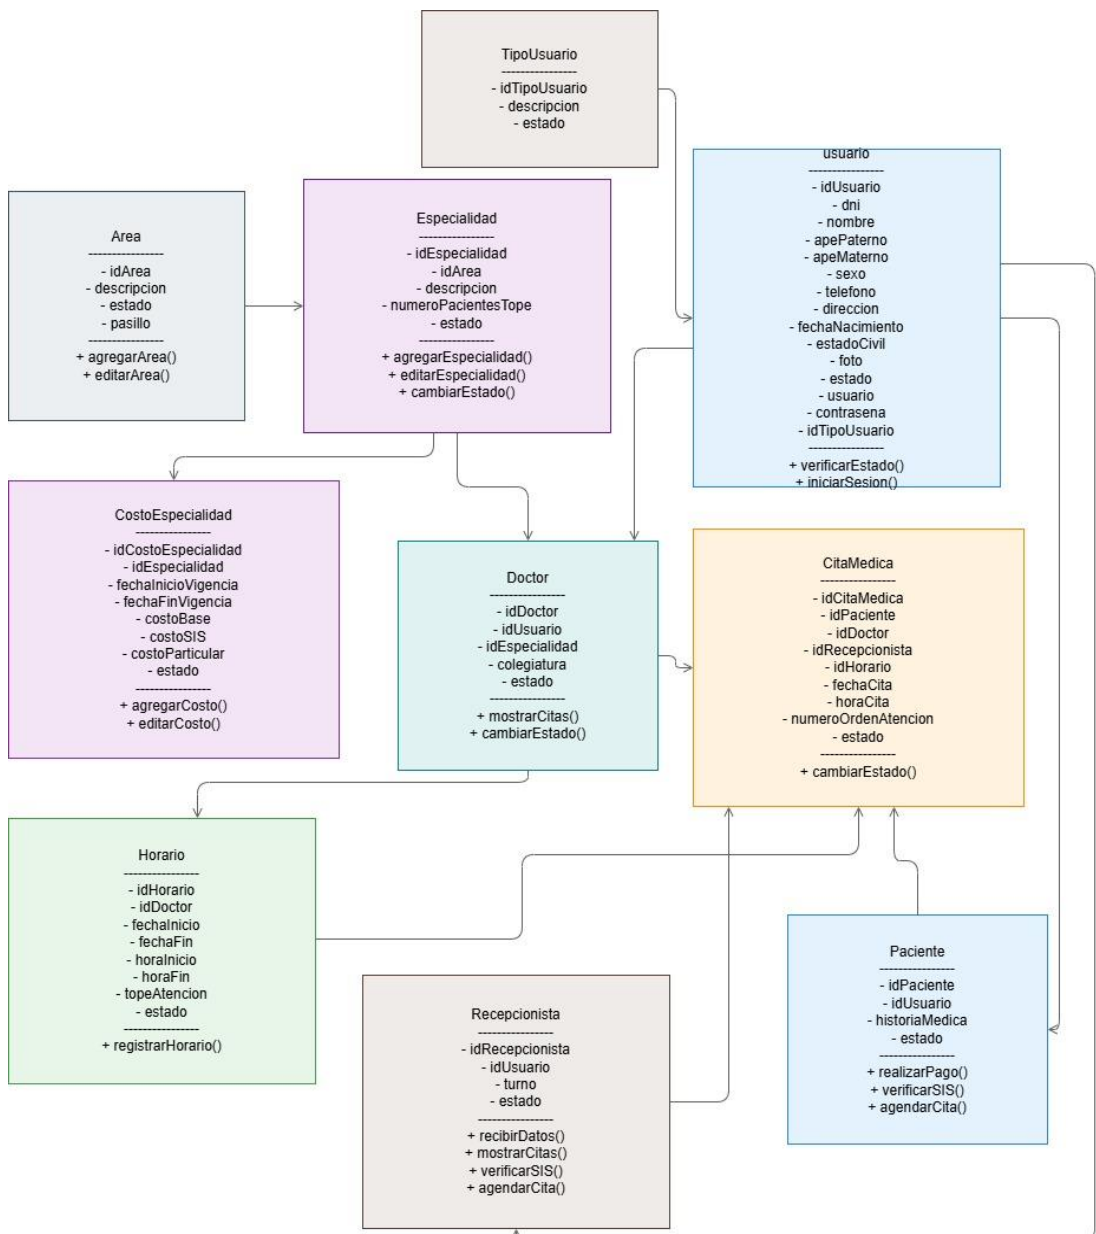 TipoUsuario
----------------
- idTipoUsuario
- descripcion
- estado
usuario
----------------
- idUsuario
- dni
- nombre
- apePaterno
- apeMaterno
- sexo
- telefono
- direccion
- fechaNacimiento
- estadoCivil
- foto
- estado
- usuario
- contrasena
- idTipoUsuario
----------------
+ verificarEstado()
+ iniciarSesion()
Area
----------------
- idArea
- descripcion
- estado
- pasillo
----------------
+ agregarArea()
+ editarArea()
Especialidad
----------------
- idEspecialidad
- idArea
- descripcion
- numeroPacientesTope
- estado
----------------
+ agregarEspecialidad()
+ editarEspecialidad()
+ cambiarEstado()
CostoEspecialidad
----------------
- idCostoEspecialidad
- idEspecialidad
- fechaInicioVigencia
- fechaFinVigencia
- costoBase
- costoSIS
- costoParticular
- estado
----------------
+ agregarCosto()
+ editarCosto()
Doctor
----------------
- idDoctor
- idUsuario
- idEspecialidad
- colegiatura
- estado
----------------
+ mostrarCitas()
+ cambiarEstado()
CitaMedica
----------------
- idCitaMedica
- idPaciente
- idDoctor
- idRecepcionista
- idHorario
- fechaCita
- horaCita
- numeroOrdenAtencion
- estado
----------------
+ cambiarEstado()
Horario
----------------
- idHorario
- idDoctor
- fechaInicio
- fechaFin
- horaInicio
- horaFin
- topeAtencion
- estado
----------------
+ registrarHorario()
Recepcionista
----------------
- idRecepcionista
- idUsuario
- turno
- estado
----------------
+ recibirDatos()
+ mostrarCitas()
+ verificarSIS()
+ agendarCita()
Paciente
----------------
- idPaciente
- idUsuario
- historiaMedica
- estado
----------------
+ realizarPago()
+ verificarSIS()
+ agendarCita()